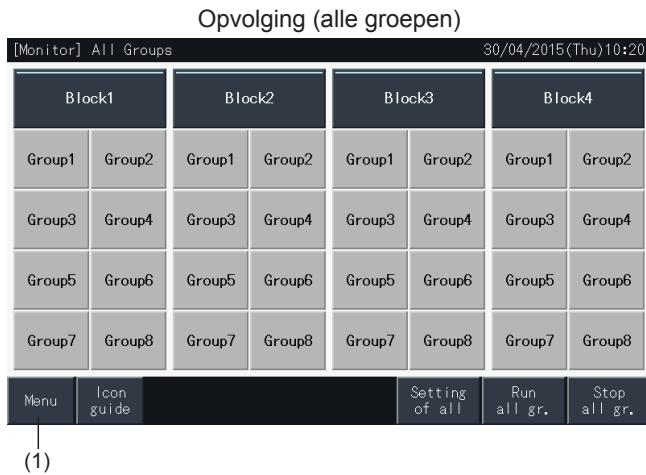 Opvolging (alle groepen)
[Monitor] All Groups 30/04/2015(Thu)10:20
Block1 Block2 Block3 Block4
Group1 Group2 Group1 Group2 Group1 Group2 Group1 Group2
Group3 Group4 Group3 Group4 Group3 Group4 Group3 Group4
Group5 Group6 Group5 Group6 Group5 Group6 Group5 Group6
Group7 Group8 Group7 Group8 Group7 Group8 Group7 Group8
Menu Icon guide Setting of all Run all gr. Stop all gr.
(1)